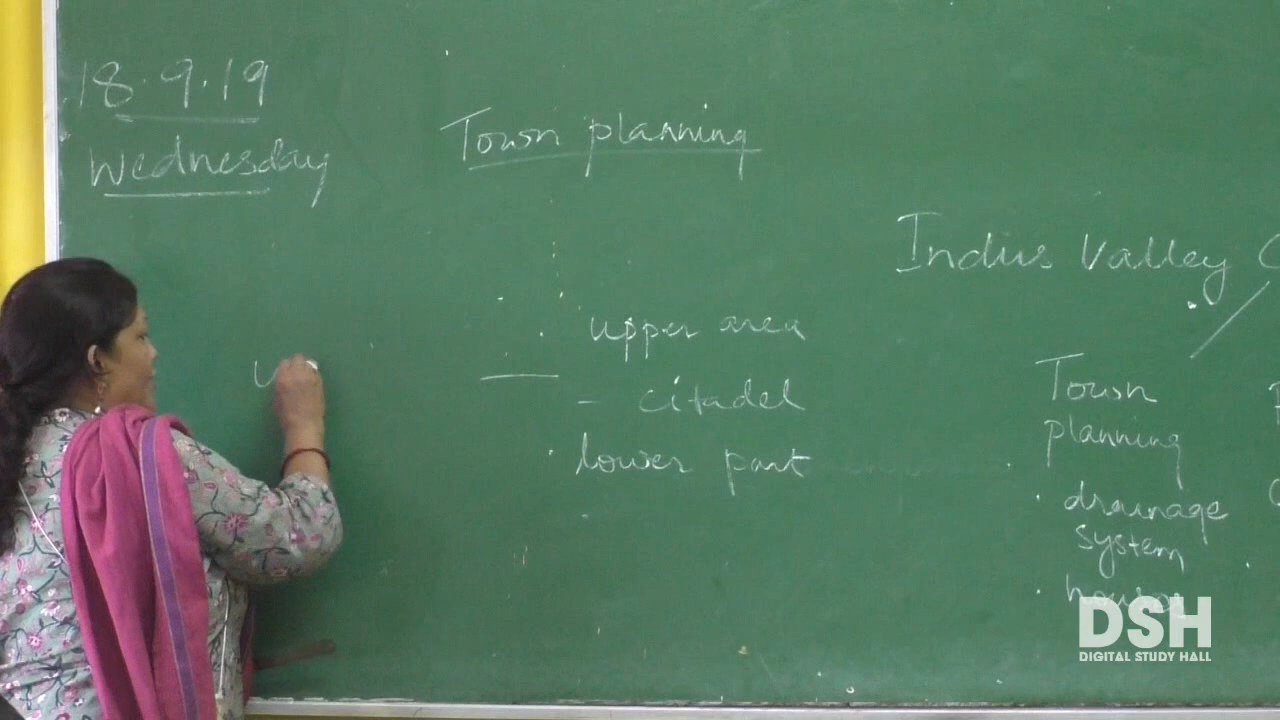 18.9.19
Wednesday
Town planning
upper area
- citadel
lower part
Indus Valley C
Town
planning
drainage
system
DSH
DIGITAL STUDY HALL